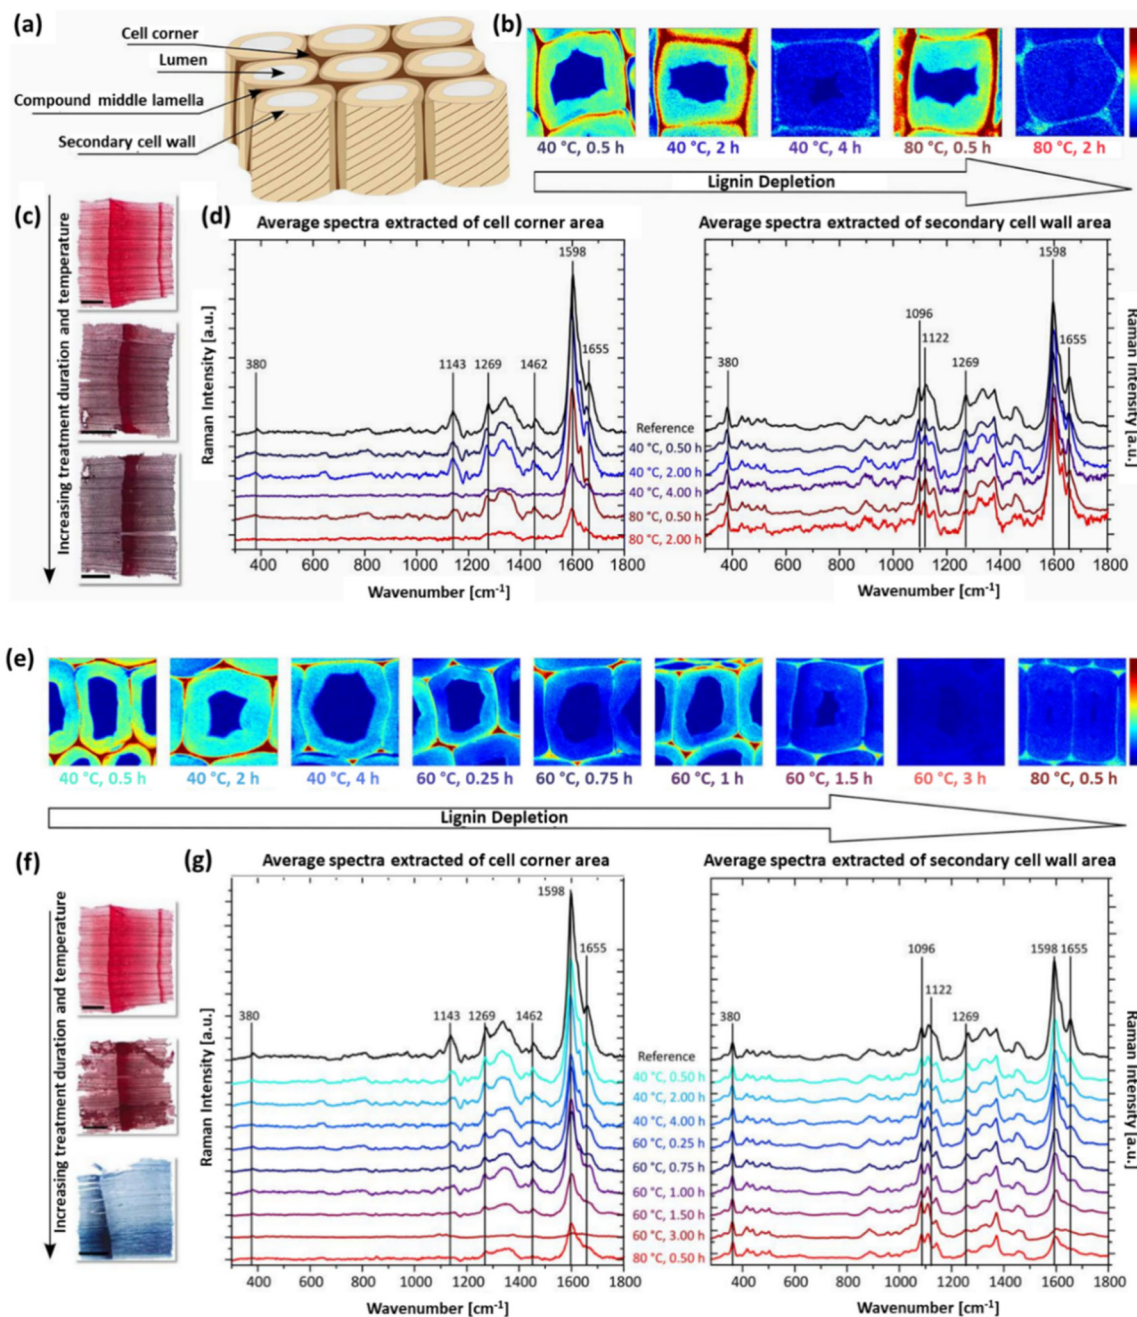 (a)
Cell corner
Lumen
Compound middle lamella
Secondary cell wall
(b)
40 °C, 0.5 h
40 °C, 2 h
40 °C, 4 h
80 °C, 0.5 h
80 °C, 2 h
Lignin Depletion
(c)
Increasing treatment duration and temperature
(d)
Average spectra extracted of cell corner area
Raman Intensity [a.u.]
380
1143
1269
1462
1598
1655
400 600 800 1000 1200 1400 1600 1800
Wavenumber [cm⁻¹]
Reference
40 °C, 0.50 h
40 °C, 2.00 h
40 °C, 4.00 h
80 °C, 0.50 h
80 °C, 2.00 h
Average spectra extracted of secondary cell wall area
380
1096
1122
1269
1598
1655
400 600 800 1000 1200 1400 1600 1800
Wavenumber [cm⁻¹]
Raman Intensity [a.u.]
(e)
40 °C, 0.5 h
40 °C, 2 h
40 °C, 4 h
60 °C, 0.25 h
60 °C, 0.75 h
60 °C, 1 h
60 °C, 1.5 h
60 °C, 3 h
80 °C, 0.5 h
Lignin Depletion
(f)
Increasing treatment duration and temperature
(g)
Average spectra extracted of cell corner area
Raman Intensity [a.u.]
380
1143
1269
1462
1598
1655
400 600 800 1000 1200 1400 1600 1800
Wavenumber [cm⁻¹]
Reference
40 °C, 0.50 h
40 °C, 2.00 h
40 °C, 4.00 h
60 °C, 0.25 h
60 °C, 0.75 h
60 °C, 1.00 h
60 °C, 1.50 h
60 °C, 3.00 h
80 °C, 0.50 h
Average spectra extracted of secondary cell wall area
380
1096
1122
1269
1598
1655
400 600 800 1000 1200 1400 1600 1800
Wavenumber [cm⁻¹]
Raman Intensity [a.u.]